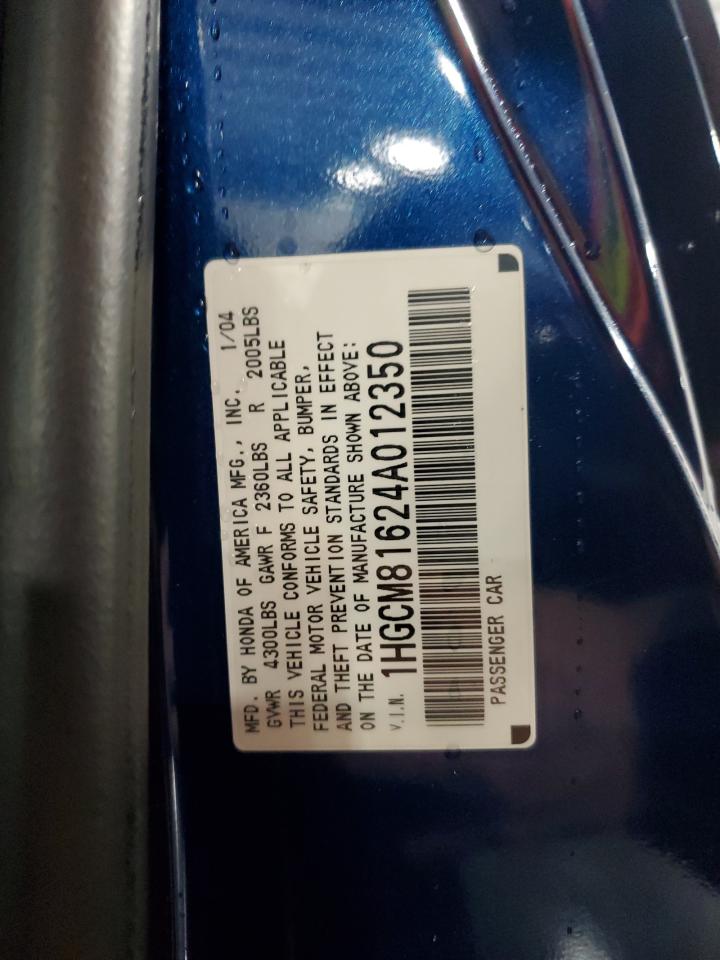 MFD. BY HONDA OF AMERICA MFG., INC. 1/04
GVWR 4300LBS GAWR F 2360LBS R 2005LBS
THIS VEHICLE CONFORMS TO ALL APPLICABLE
FEDERAL MOTOR VEHICLE SAFETY, BUMPER,
AND THEFT PREVENTION STANDARDS IN EFFECT
ON THE DATE OF MANUFACTURE SHOWN ABOVE:
V.I.N. 1HGCM81624A012350
PASSENGER CAR